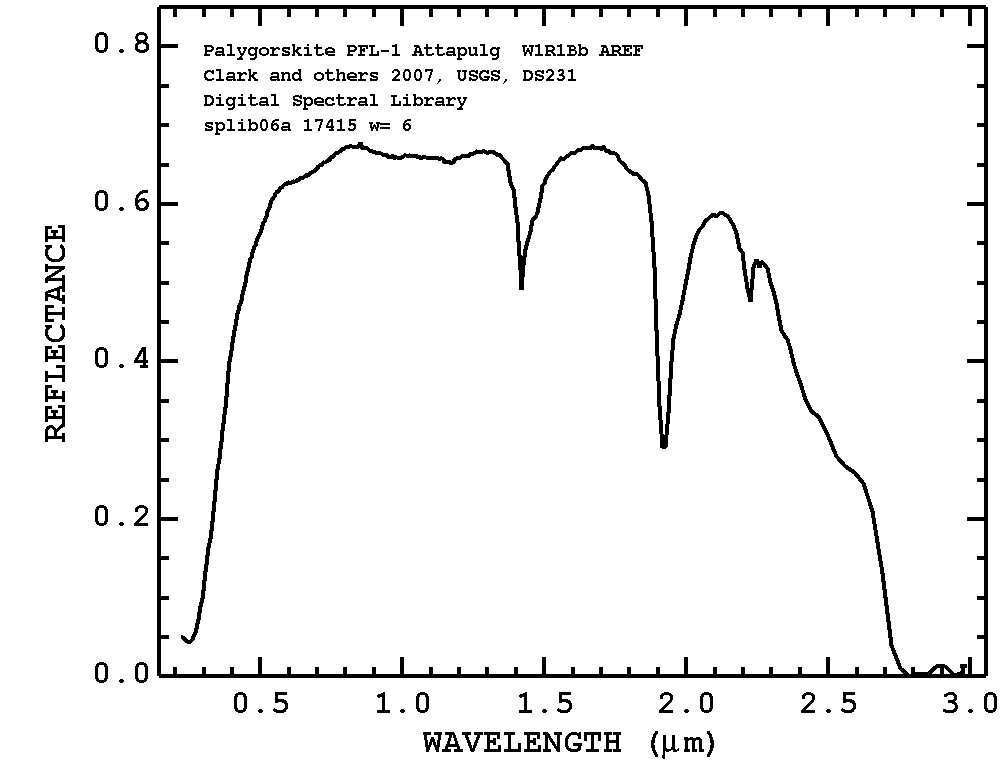 Palygorskite PFL-1 Attapulg  W1R1Bb AREF
Clark and others 2007, USGS, DS231
Digital Spectral Library
splib06a 17415 w= 6
0.8
0.6
0.4
0.2
0.0
REFLECTANCE
0.5 1.0 1.5 2.0 2.5 3.0
WAVELENGTH (μm)